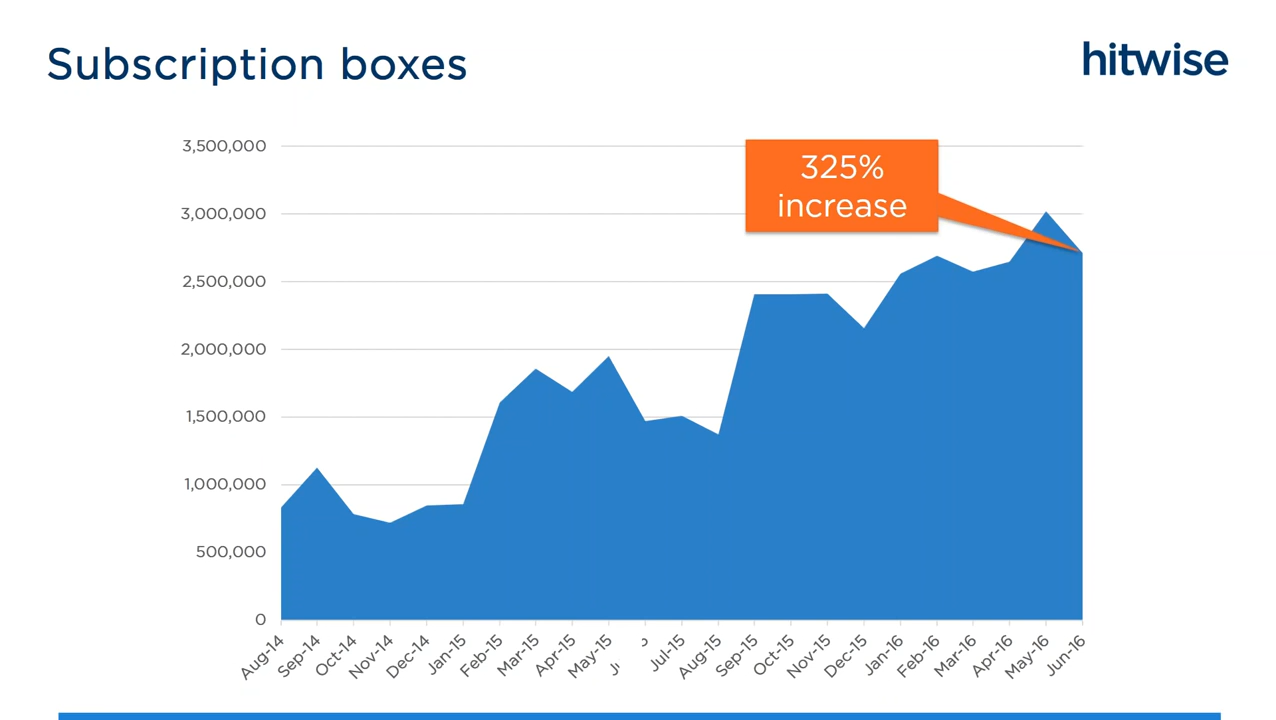 Subscription boxes
hitwise
3,500,000
3,000,000
2,500,000
2,000,000
1,500,000
1,000,000
500,000
0
325%
increase
Aug-14
Sep-14
Oct-14
Nov-14
Dec-14
Jan-15
Feb-15
Mar-15
Apr-15
May-15
Jul-15
Aug-15
Sep-15
Oct-15
Nov-15
Dec-15
Jan-16
Feb-16
Mar-16
Apr-16
May-16
Jun-16